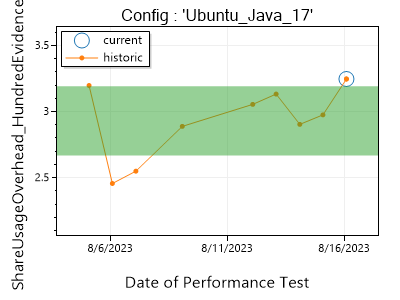 Config : 'Ubuntu_Java_17'
current
historic
3.5
3
2.5
ShareUsageOverhead_HundredEvidence
8/6/2023
8/11/2023
8/16/2023
Date of Performance Test